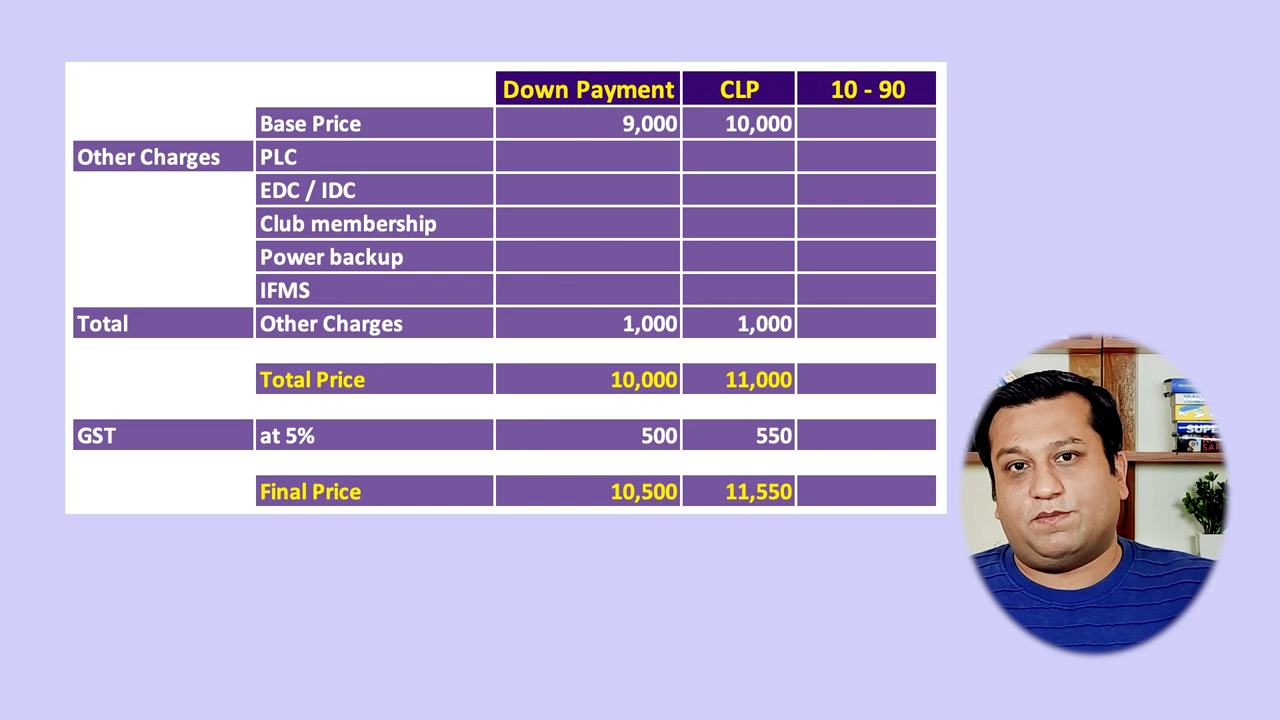 Down Payment CLP 10 - 90
Base Price 9,000 10,000
Other Charges PLC
EDC / IDC
Club membership
Power backup
IFMS
Total Other Charges 1,000 1,000
Total Price 10,000 11,000
GST at 5% 500 550
Final Price 10,500 11,550
SUPE